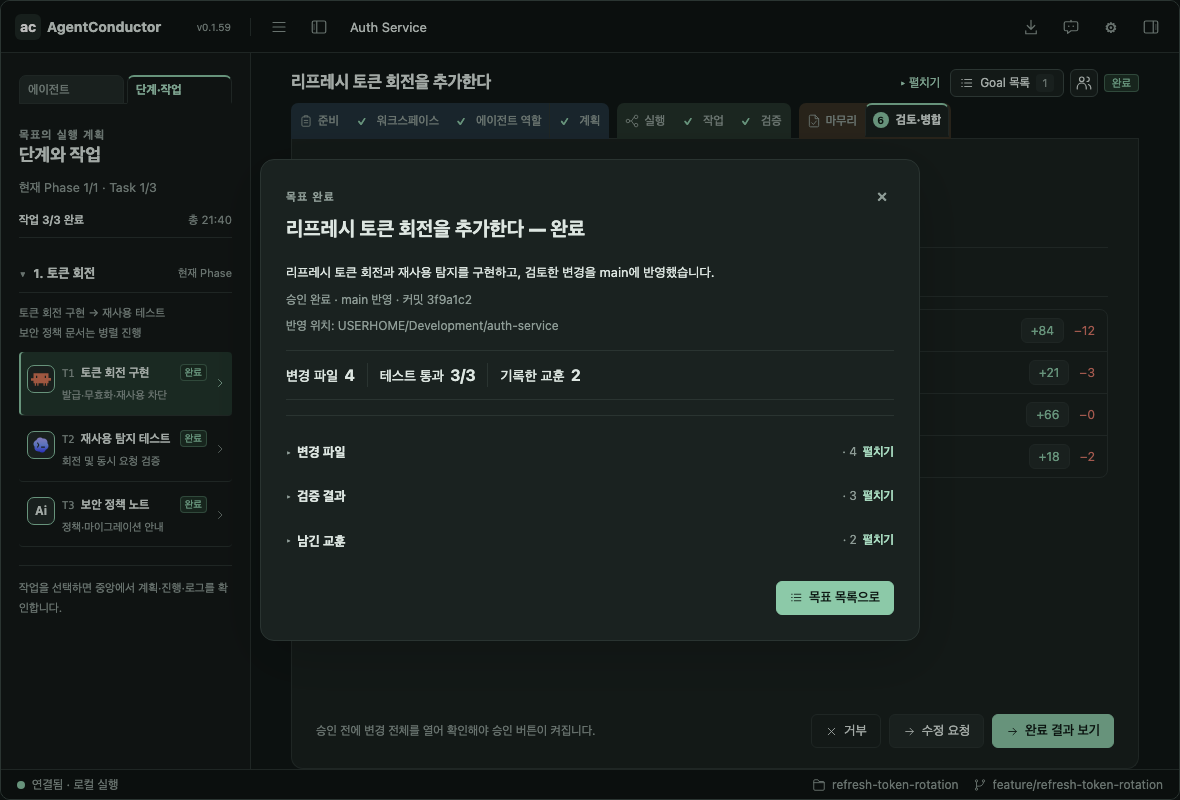 ac AgentConductor v0.1.59 Auth Service
에이전트 단계·작업
목표의 실행 계획
단계와 작업
현재 Phase 1/1 · Task 1/3
작업 3/3 완료 총 21:40
1. 토큰 회전 현재 Phase
토큰 회전 구현 → 재사용 테스트
보안 정책 문서는 병렬 진행
T1 토큰 회전 구현 완료
발급·무효화·재사용 차단
T2 재사용 탐지 테스트 완료
회전 및 동시 요청 검증
Ai T3 보안 정책 노트 완료
정책·마이그레이션 안내
작업을 선택하면 중앙에서 계획·진행·로그를 확
인합니다.
리프레시 토큰 회전을 추가한다 펼치기 Goal 목록 1 완료
준비 워크스페이스 에이전트 역할 계획 실행 작업 검증 마무리 6 검토·병합
+84 −12
+21 −3
+66 −0
+18 −2
목표 완료
리프레시 토큰 회전을 추가한다 — 완료
리프레시 토큰 회전과 재사용 탐지를 구현하고, 검토한 변경을 main에 반영했습니다.
승인 완료 · main 반영 · 커밋 3f9a1c2
반영 위치: USERHOME/Development/auth-service
변경 파일 4 테스트 통과 3/3 기록한 교훈 2
변경 파일 · 4 펼치기
검증 결과 · 3 펼치기
남긴 교훈 · 2 펼치기
목표 목록으로
승인 전에 변경 전체를 열어 확인해야 승인 버튼이 켜집니다. 거부 수정 요청 완료 결과 보기
연결됨 · 로컬 실행 refresh-token-rotation feature/refresh-token-rotation